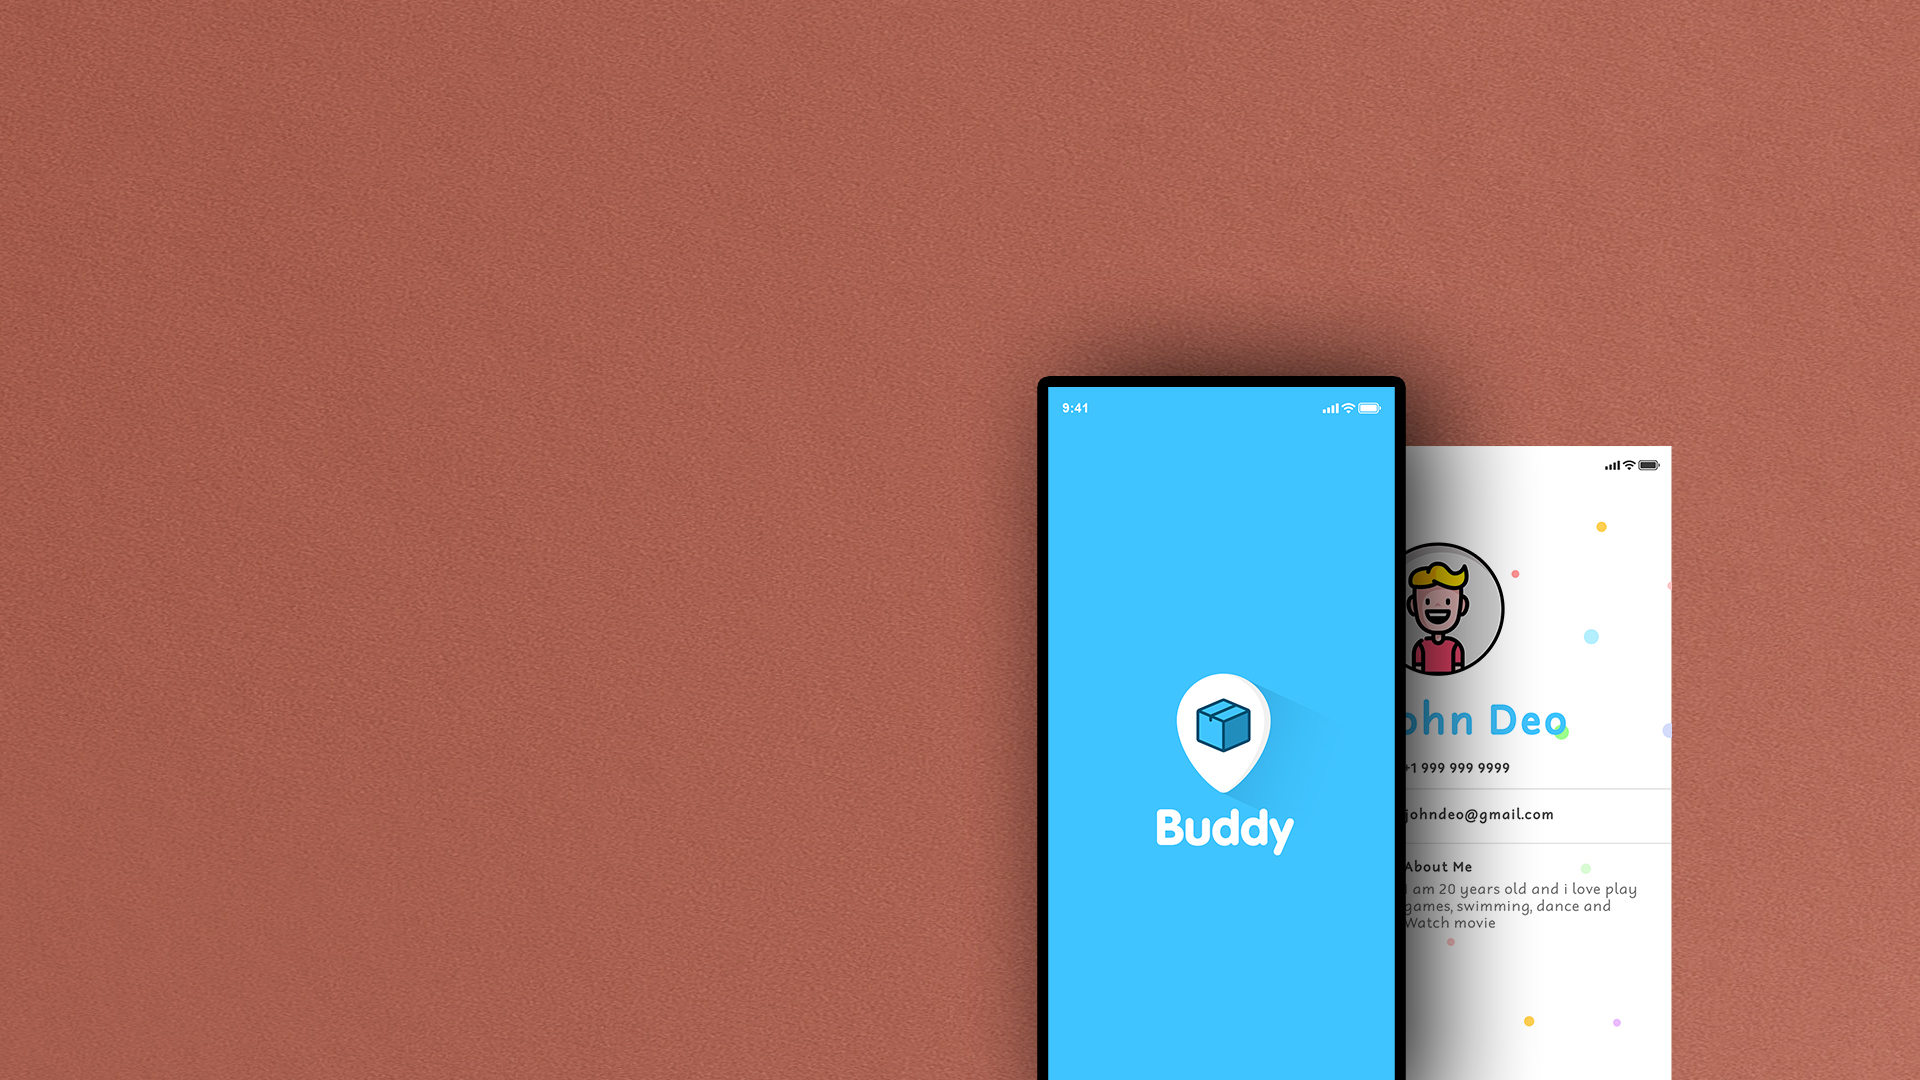 9:41
Buddy
ohn Deo
+1 999 999 9999
johndeo@gmail.com
About Me
I am 20 years old and i love play
games, swimming, dance and
Watch movie